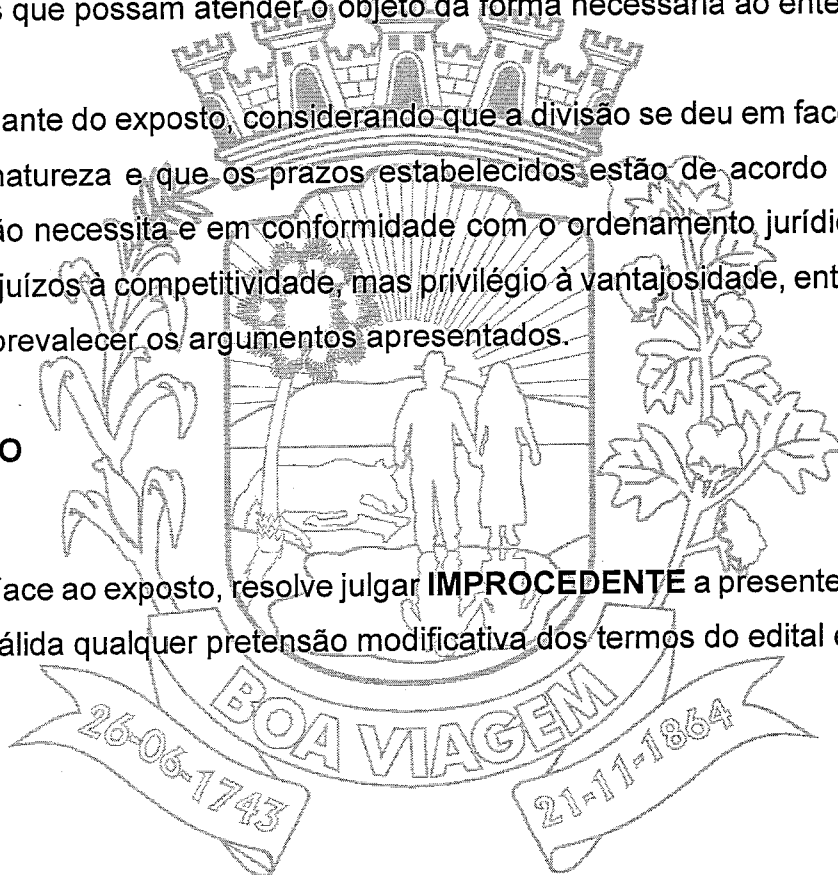 s que possam atender o objeto da forma necessária ao ente
ante do exposto, considerando que a divisão se deu em fac
natureza e que os prazos estabelecidos estão de acordo
ão necessita e em conformidade com o ordenamento jurídi
juízos à competitividade, mas privilégio à vantajosidade, ent
prevalecer os argumentos apresentados.
O
face ao exposto, resolve julgar IMPROCEDENTE a presente
álida qualquer pretensão modificativa dos termos do edital e
BOA VIAGEM
26-06-1743
21-11-1864